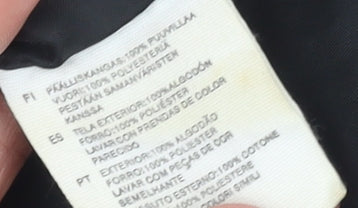 FI PÄÄLLISKANGAS:100% PUUVILLAA
VUORI:100% POLYESTERIA
PESTÄÄN SAMANVÄRISTEN
KANSSA
ES TELA EXTERIOR:100%ALGODÓN
FORRO:100% POLIÉSTER
LAVAR CON PRENDAS DE COLOR
PARECIDO
PT EXTERIOR:100% ALGODÃO
FORRO:100% POLIÉSTER
LAVAR COM PEÇAS DE COR
SEMELHANTE
ESTERNO:100% COTONE
POLIESTERE
COLORI SIMILI